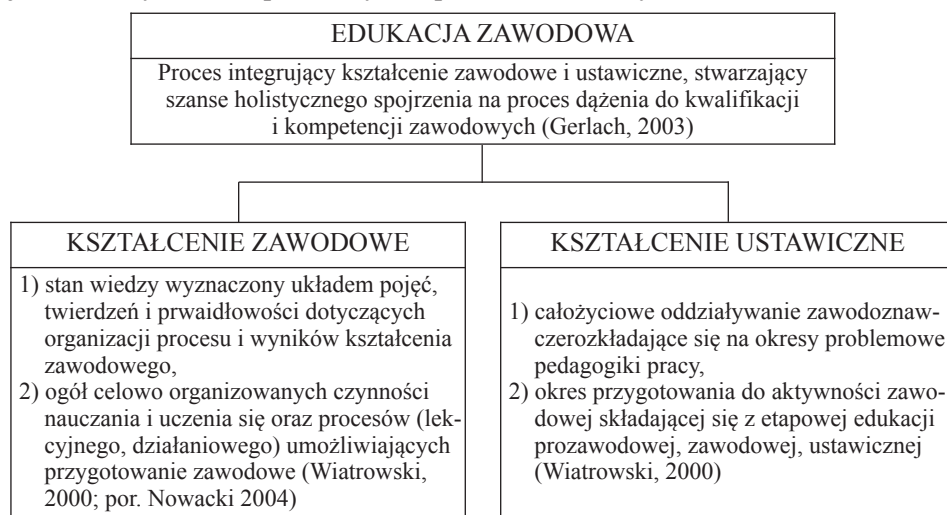 EDUKACJA ZAWODOWA
Proces integrujący kształcenie zawodowe i ustawiczne, stwarzający
szanse holistycznego spojrzenia na proces dążenia do kwalifikacji
i kompetencji zawodowych (Gerlach, 2003)
KSZTAŁCENIE ZAWODOWE
1) stan wiedzy wyznaczony układem pojęć,
twierdzeń i prwaidłowości dotyczących
organizacji procesu i wyników kształcenia
zawodowego,
2) ogół celowo organizowanych czynności
nauczania i uczenia się oraz procesów (lek-
cyjnego, działaniowego) umożliwiających
przygotowanie zawodowe (Wiatrowski,
2000; por. Nowacki 2004)
KSZTAŁCENIE USTAWICZNE
1) całożyciowe oddziaływanie zawodoznaw-
czerozkładające się na okresy problemowe
pedagogiki pracy,
2) okres przygotowania do aktywności zawo-
dowej składającej się z etapowej edukacji
prozawodowej, zawodowej, ustawicznej
(Wiatrowski, 2000)